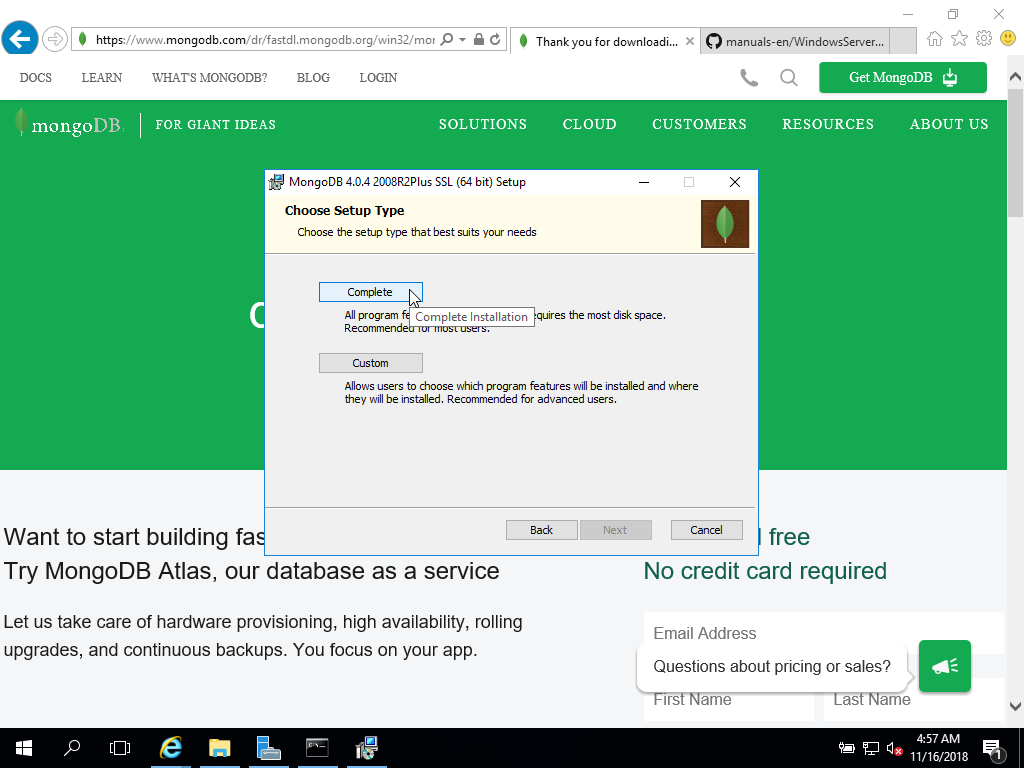 https://www.mongodb.com/dr/fastdl.mongodb.org/win32/mor
Thank you for downloadi...
manuals-en/WindowsServer...
DOCS
LEARN
WHAT'S MONGODB?
BLOG
LOGIN
Get MongoDB
mongoDB.
FOR GIANT IDEAS
SOLUTIONS
CLOUD
CUSTOMERS
RESOURCES
ABOUT US
MongoDB 4.0.4 2008R2Plus SSL (64 bit) Setup
Choose Setup Type
Choose the setup type that best suits your needs
Complete
Complete Installation
All program fe equires the most disk space.
Recommended for most users.
Custom
Allows users to choose which program features will be installed and where
they will be installed. Recommended for advanced users.
Back
Next
Cancel
Want to start building fas
Try MongoDB Atlas, our database as a service
free
No credit card required
Let us take care of hardware provisioning, high availability, rolling
upgrades, and continuous backups. You focus on your app.
Email Address
Questions about pricing or sales?
First Name
Last Name
4:57 AM
11/16/2018
1